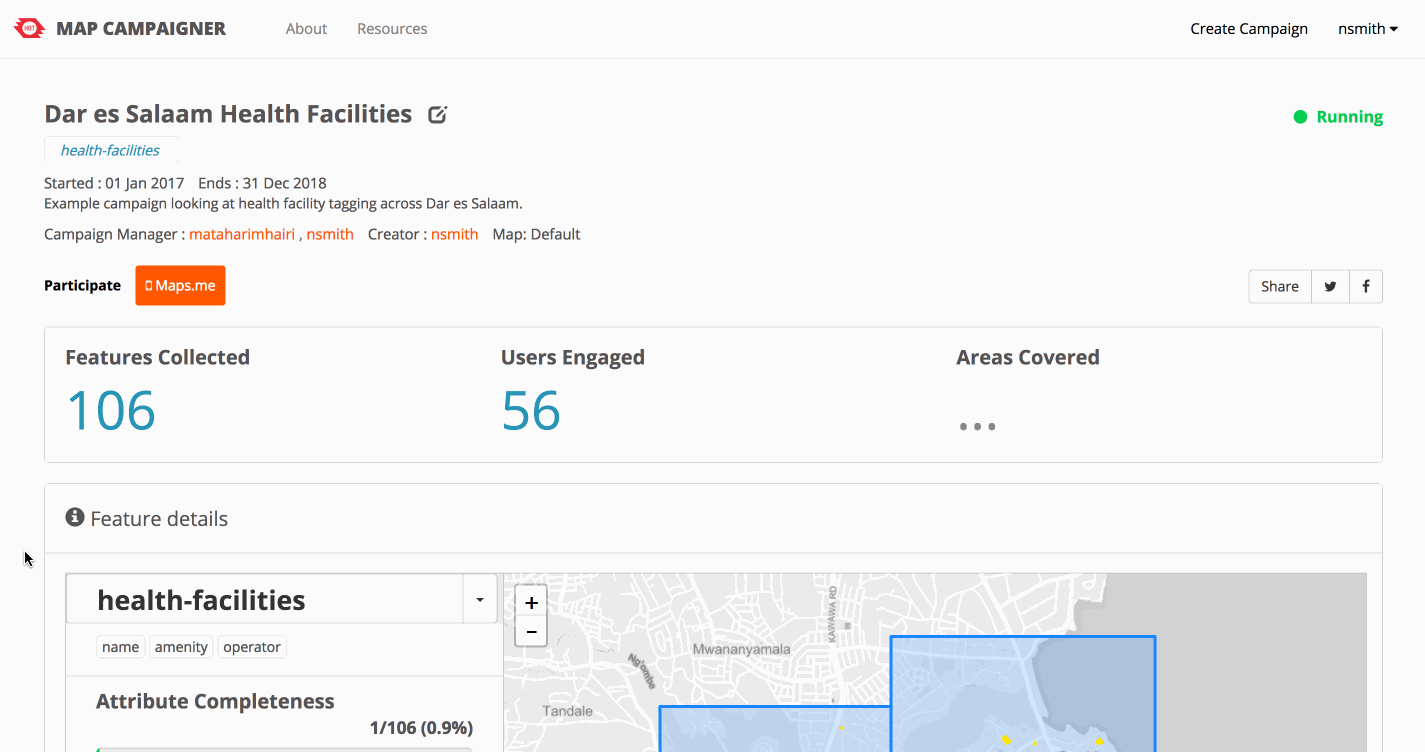 HOT MAP CAMPAIGNER About Resources Create Campaign nsmith
Dar es Salaam Health Facilities
Running
health-facilities
Started : 01 Jan 2017 Ends : 31 Dec 2018
Example campaign looking at health facility tagging across Dar es Salaam.
Campaign Manager : mataharimhairi , nsmith Creator : nsmith Map: Default
Participate Maps.me Share
Features Collected Users Engaged Areas Covered
106 56 ...
Feature details
health-facilities
name amenity operator
Attribute Completeness
1/106 (0.9%)
+
−
KAWAWA RD
Mwananyamala
Ng'ombe
Tandale